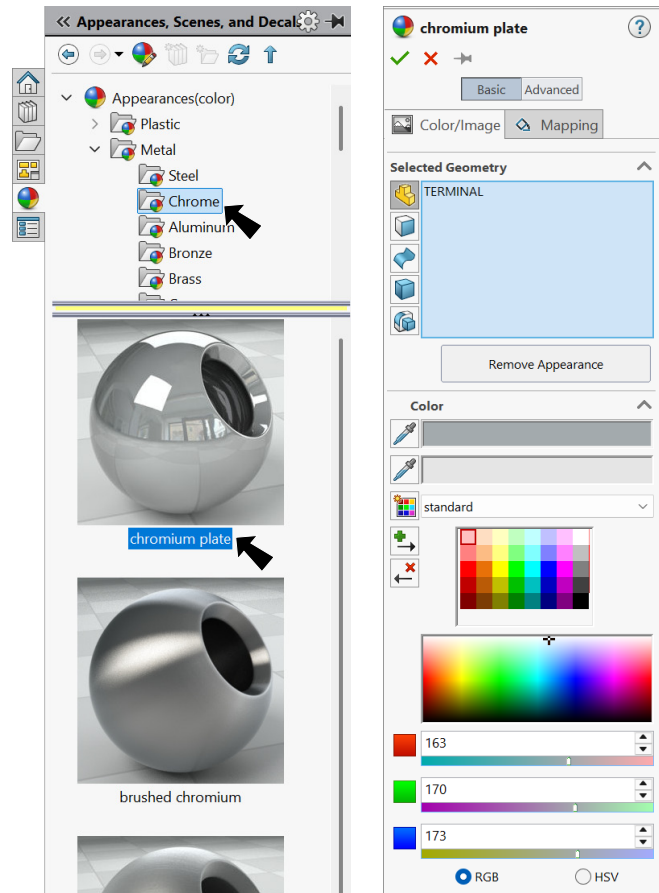 Appearances, Scenes, and Decals
Appearances(color)
Plastic
Metal
Steel
Chrome
Aluminum
Bronze
Brass
chromium plate
brushed chromium
chromium plate
?
Basic
Advanced
Color/Image
Mapping
Selected Geometry
TERMINAL
Remove Appearance
Color
standard
163
170
173
RGB
HSV